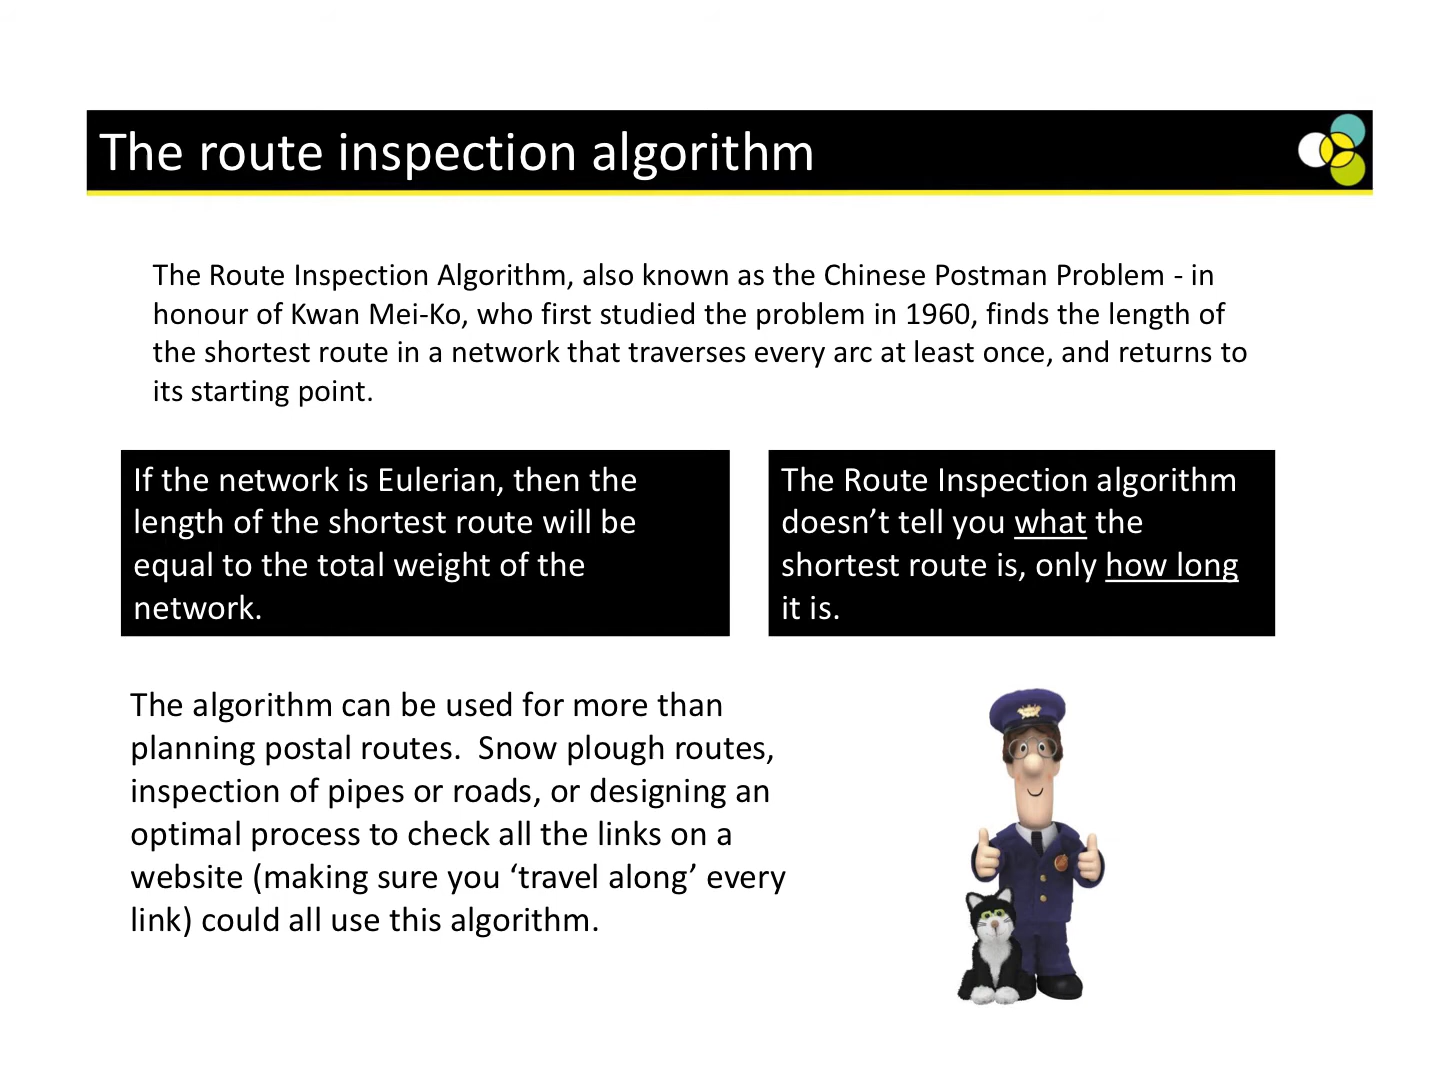 The route inspection algorithm
The Route Inspection Algorithm, also known as the Chinese Postman Problem - in
honour of Kwan Mei-Ko, who first studied the problem in 1960, finds the length of
the shortest route in a network that traverses every arc at least once, and returns to
its starting point.
If the network is Eulerian, then the
length of the shortest route will be
equal to the total weight of the
network.
The Route Inspection algorithm
doesn’t tell you what the
shortest route is, only how long
it is.
The algorithm can be used for more than
planning postal routes.  Snow plough routes,
inspection of pipes or roads, or designing an
optimal process to check all the links on a
website (making sure you ‘travel along’ every
link) could all use this algorithm.